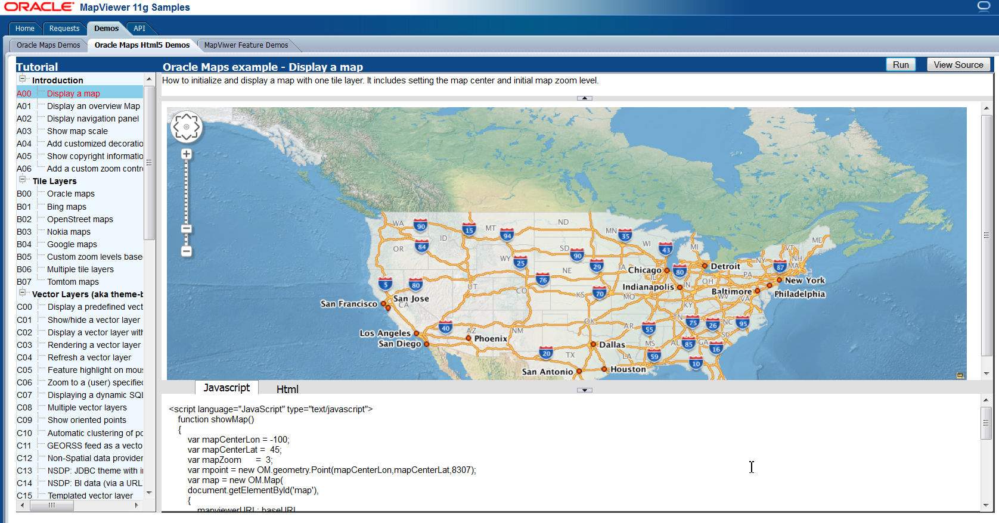 ORACLE MapViewer 11g Samples
Home Requests Demos API
Oracle Maps Demos Oracle Maps Html5 Demos MapViwer Feature Demos
Tutorial
Introduction
A00 Display a map
A01 Display an overview Map
A02 Display navigation panel
A03 Show map scale
A04 Add customized decoratio
A05 Show copyright informatio
A06 Add a custom zoom contr
Tile Layers
B00 Oracle maps
B01 Bing maps
B02 OpenStreet maps
B03 Nokia maps
B04 Google maps
B05 Custom zoom levels base
B06 Multiple tile layers
B07 Tomtom maps
Vector Layers (aka theme-b
C00 Display a predefined vect
C01 Show/hide a vector layer
C02 Display a vector layer with
C03 Rendering a vector layer
C04 Refresh a vector layer
C05 Feature highlight on mou
C06 Zoom to a (user) specified
C07 Displaying a dynamic SQL
C08 Multiple vector layers
C09 Show oriented points
C10 Automatic clustering of po
C11 GEORSS feed as a vecto
C12 Non-Spatial data provider
C13 NSDP: JDBC theme with i
C14 NSDP: BI data (via a URL
C15 Templated vector layer
Oracle Maps example - Display a map
Run View Source
How to initialize and display a map with one tile layer. It includes setting the map center and initial map zoom level.
WA 90 15 MT ND
94 MN 35 ME
ID
OR 84 SD WI 43 MI VT
WY 25 90 29 IA NY NH
Chicago 80 Detroit 87 MA
NE IL PA
5 80 76 OH New York
UT CO Indianapolis IN Baltimore
KS 70 MO WV Philadelphia
San Jose VA
San Francisco CA KY
OK TN NC
40 AR 55 75 26 95
Los Angeles AZ NM SC
San Diego Phoenix Dallas MS AL 85 GA 16
20 TX LA 59
10
San Antonio Houston
Javascript Html
<script language="JavaScript" type="text/javascript">
function showMap()
{
var mapCenterLon = -100;
var mapCenterLat = 45;
var mapZoom = 3;
var mpoint = new OM.geometry.Point(mapCenterLon,mapCenterLat,8307);
var map = new OM.Map(
document.getElementById('map'),
{
mapviewerURL: baseURL